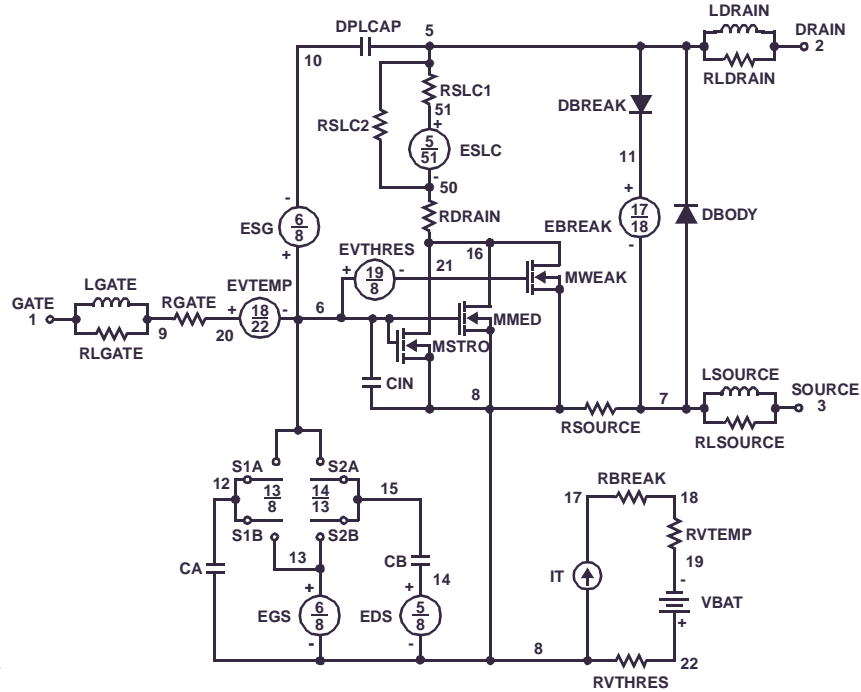 LDRAIN
DPLCAP
5
DRAIN
2
10
RLDRAIN
RSLC1
51
DBREAK
RSLC2
+
5
51
ESLC
11
-
50
-
+
RDRAIN
17
18
EBREAK
DBODY
6
8
ESG
EVTHRES
16
-
+
+
19
8
-
21
MWEAK
LGATE
EVTEMP
GATE
1
RGATE
+
18
22
-
6
MMED
9
20
MSTRO
RLGATE
LSOURCE
CIN
8
7
SOURCE
3
RSOURCE
RLSOURCE
S1A
S2A
RBREAK
12
13
8
14
13
15
17
18
S1B
S2B
RVTEMP
13
CB
CA
14
IT
19
-
+
+
VBAT
EGS
6
8
EDS
5
8
+
-
-
8
22
RVTHRES